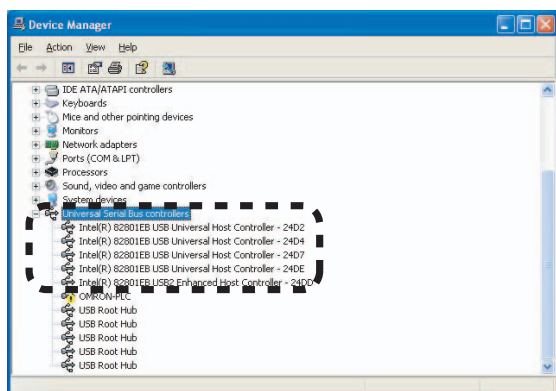 Device Manager
File Action View Help
IDE ATA/ATAPI controllers
Keyboards
Mice and other pointing devices
Monitors
Network adapters
Ports (COM & LPT)
Processors
Sound, video and game controllers
System devices
Universal Serial Bus controllers
Intel(R) 82801EB USB Universal Host Controller - 24D2
Intel(R) 82801EB USB Universal Host Controller - 24D4
Intel(R) 82801EB USB Universal Host Controller - 24D7
Intel(R) 82801EB USB Universal Host Controller - 24DE
Intel(R) 82801EB USB2 Enhanced Host Controller - 24DD
OMRON-PLC
USB Root Hub
USB Root Hub
USB Root Hub
USB Root Hub
USB Root Hub